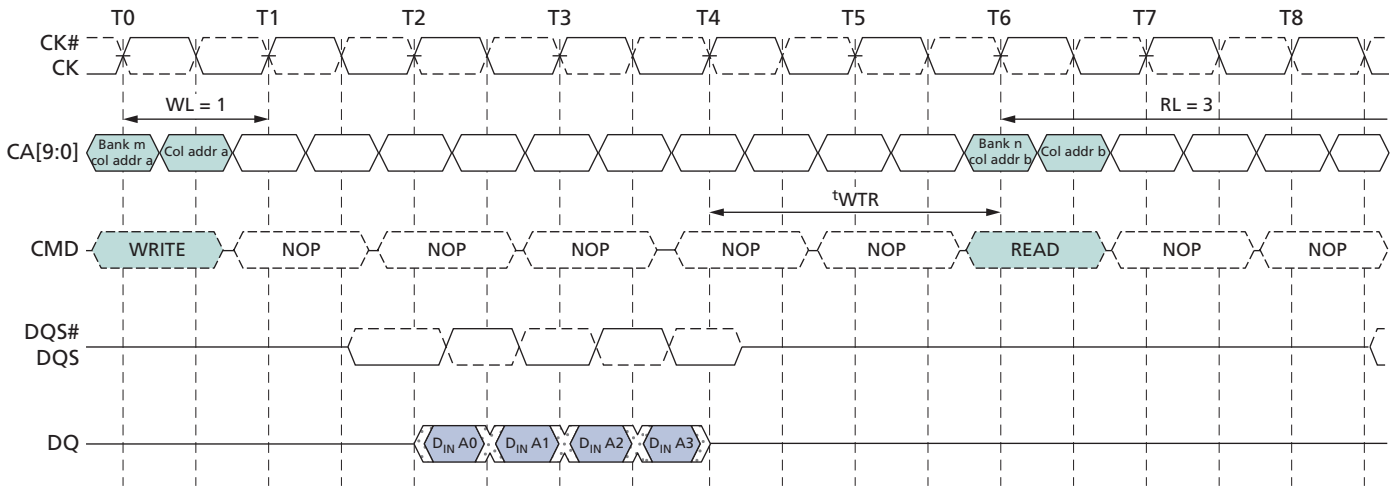 T0 T1 T2 T3 T4 T5 T6 T7 T8
CK#
CK
WL = 1 RL = 3
CA[9:0] Bank m col addr a Col addr a Bank n col addr b Col addr b
tWTR
CMD WRITE NOP NOP NOP NOP NOP READ NOP NOP
DQS#
DQS
DQ DIN A0 DIN A1 DIN A2 DIN A3